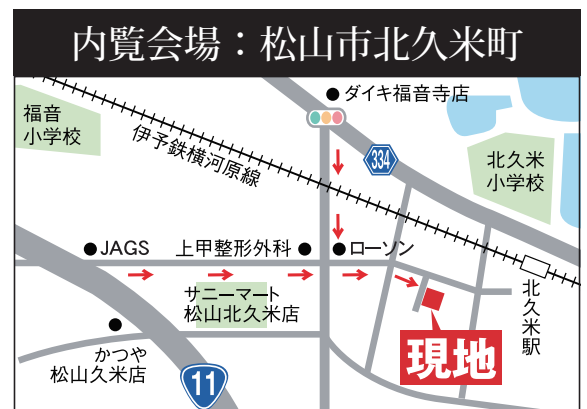 内覧会場：松山市北久米町
ダイキ福音寺店
福音
小学校
伊予鉄横河原線
334
北久米
小学校
JAGS
上甲整形外科
ローソン
サニーマート
松山北久米店
北久米駅
かつや
松山久米店
11
現地